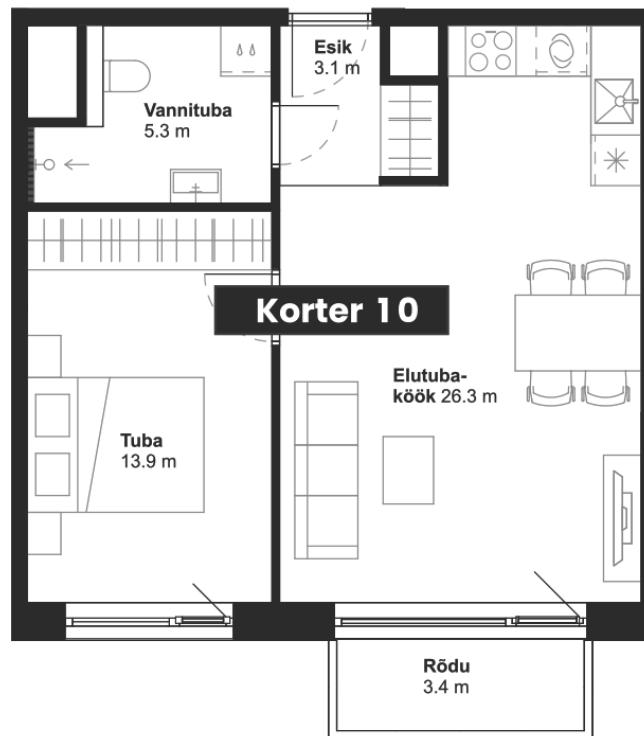 Esik
3.1 m
Vannituba
5.3 m
Korter 10
Elutuba-
köök 26.3 m
Tuba
13.9 m
Rõdu
3.4 m